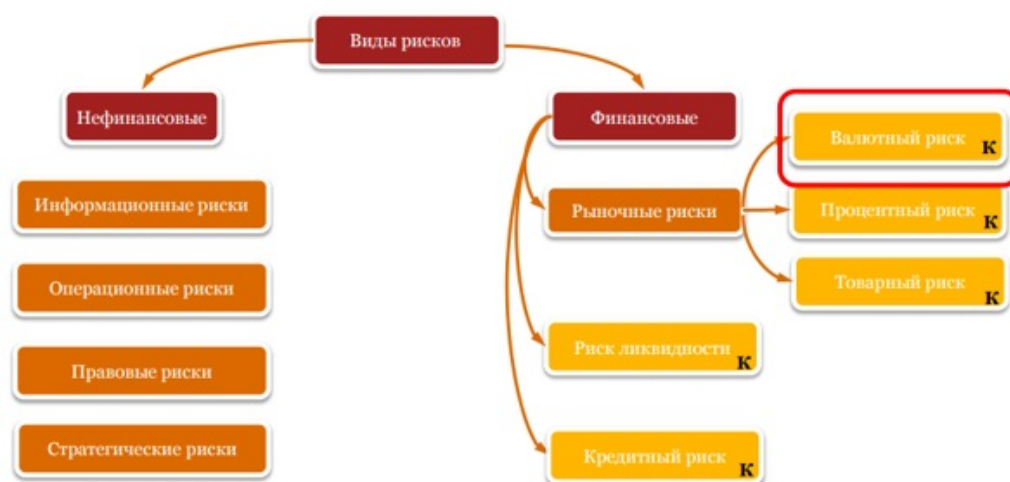 Виды рисков
Нефинансовые
Финансовые
Валютный риск
К
Информационные риски
Рыночные риски
Процентный риск
К
Операционные риски
Товарный риск
К
Риск ликвидности
К
Правовые риски
Стратегические риски
Кредитный риск
К